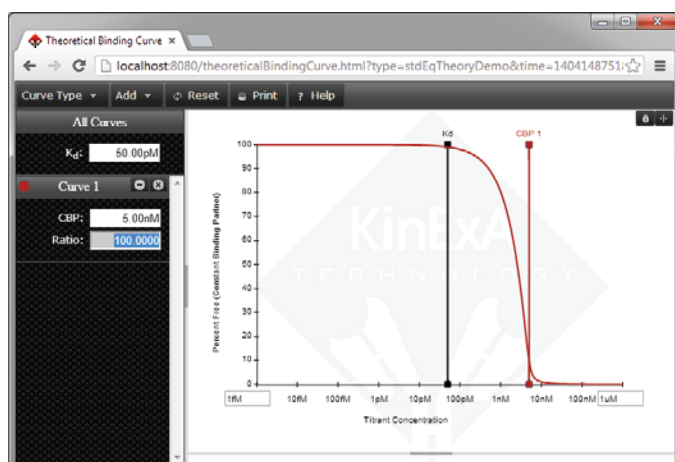 Theoretical Binding Curve
localhost:8080/theoreticalBindingCurve.html?type=stdEqTheoryDemo&time=1404148751
Curve Type Add Reset Print ? Help
All Curves
Kd: 50.00pM
Curve 1
CBP: 5.00nM
Ratio: 100.0000
Kd CBP 1
100
90
80
70
60
50
40
30
20
10
0
Percent Free (Constant Binding Partner)
KinExA
TECHNOLOGY
1fM 10fM 100fM 1pM 10pM 100pM 1nM 10nM 100nM 1uM
Titrant Concentration